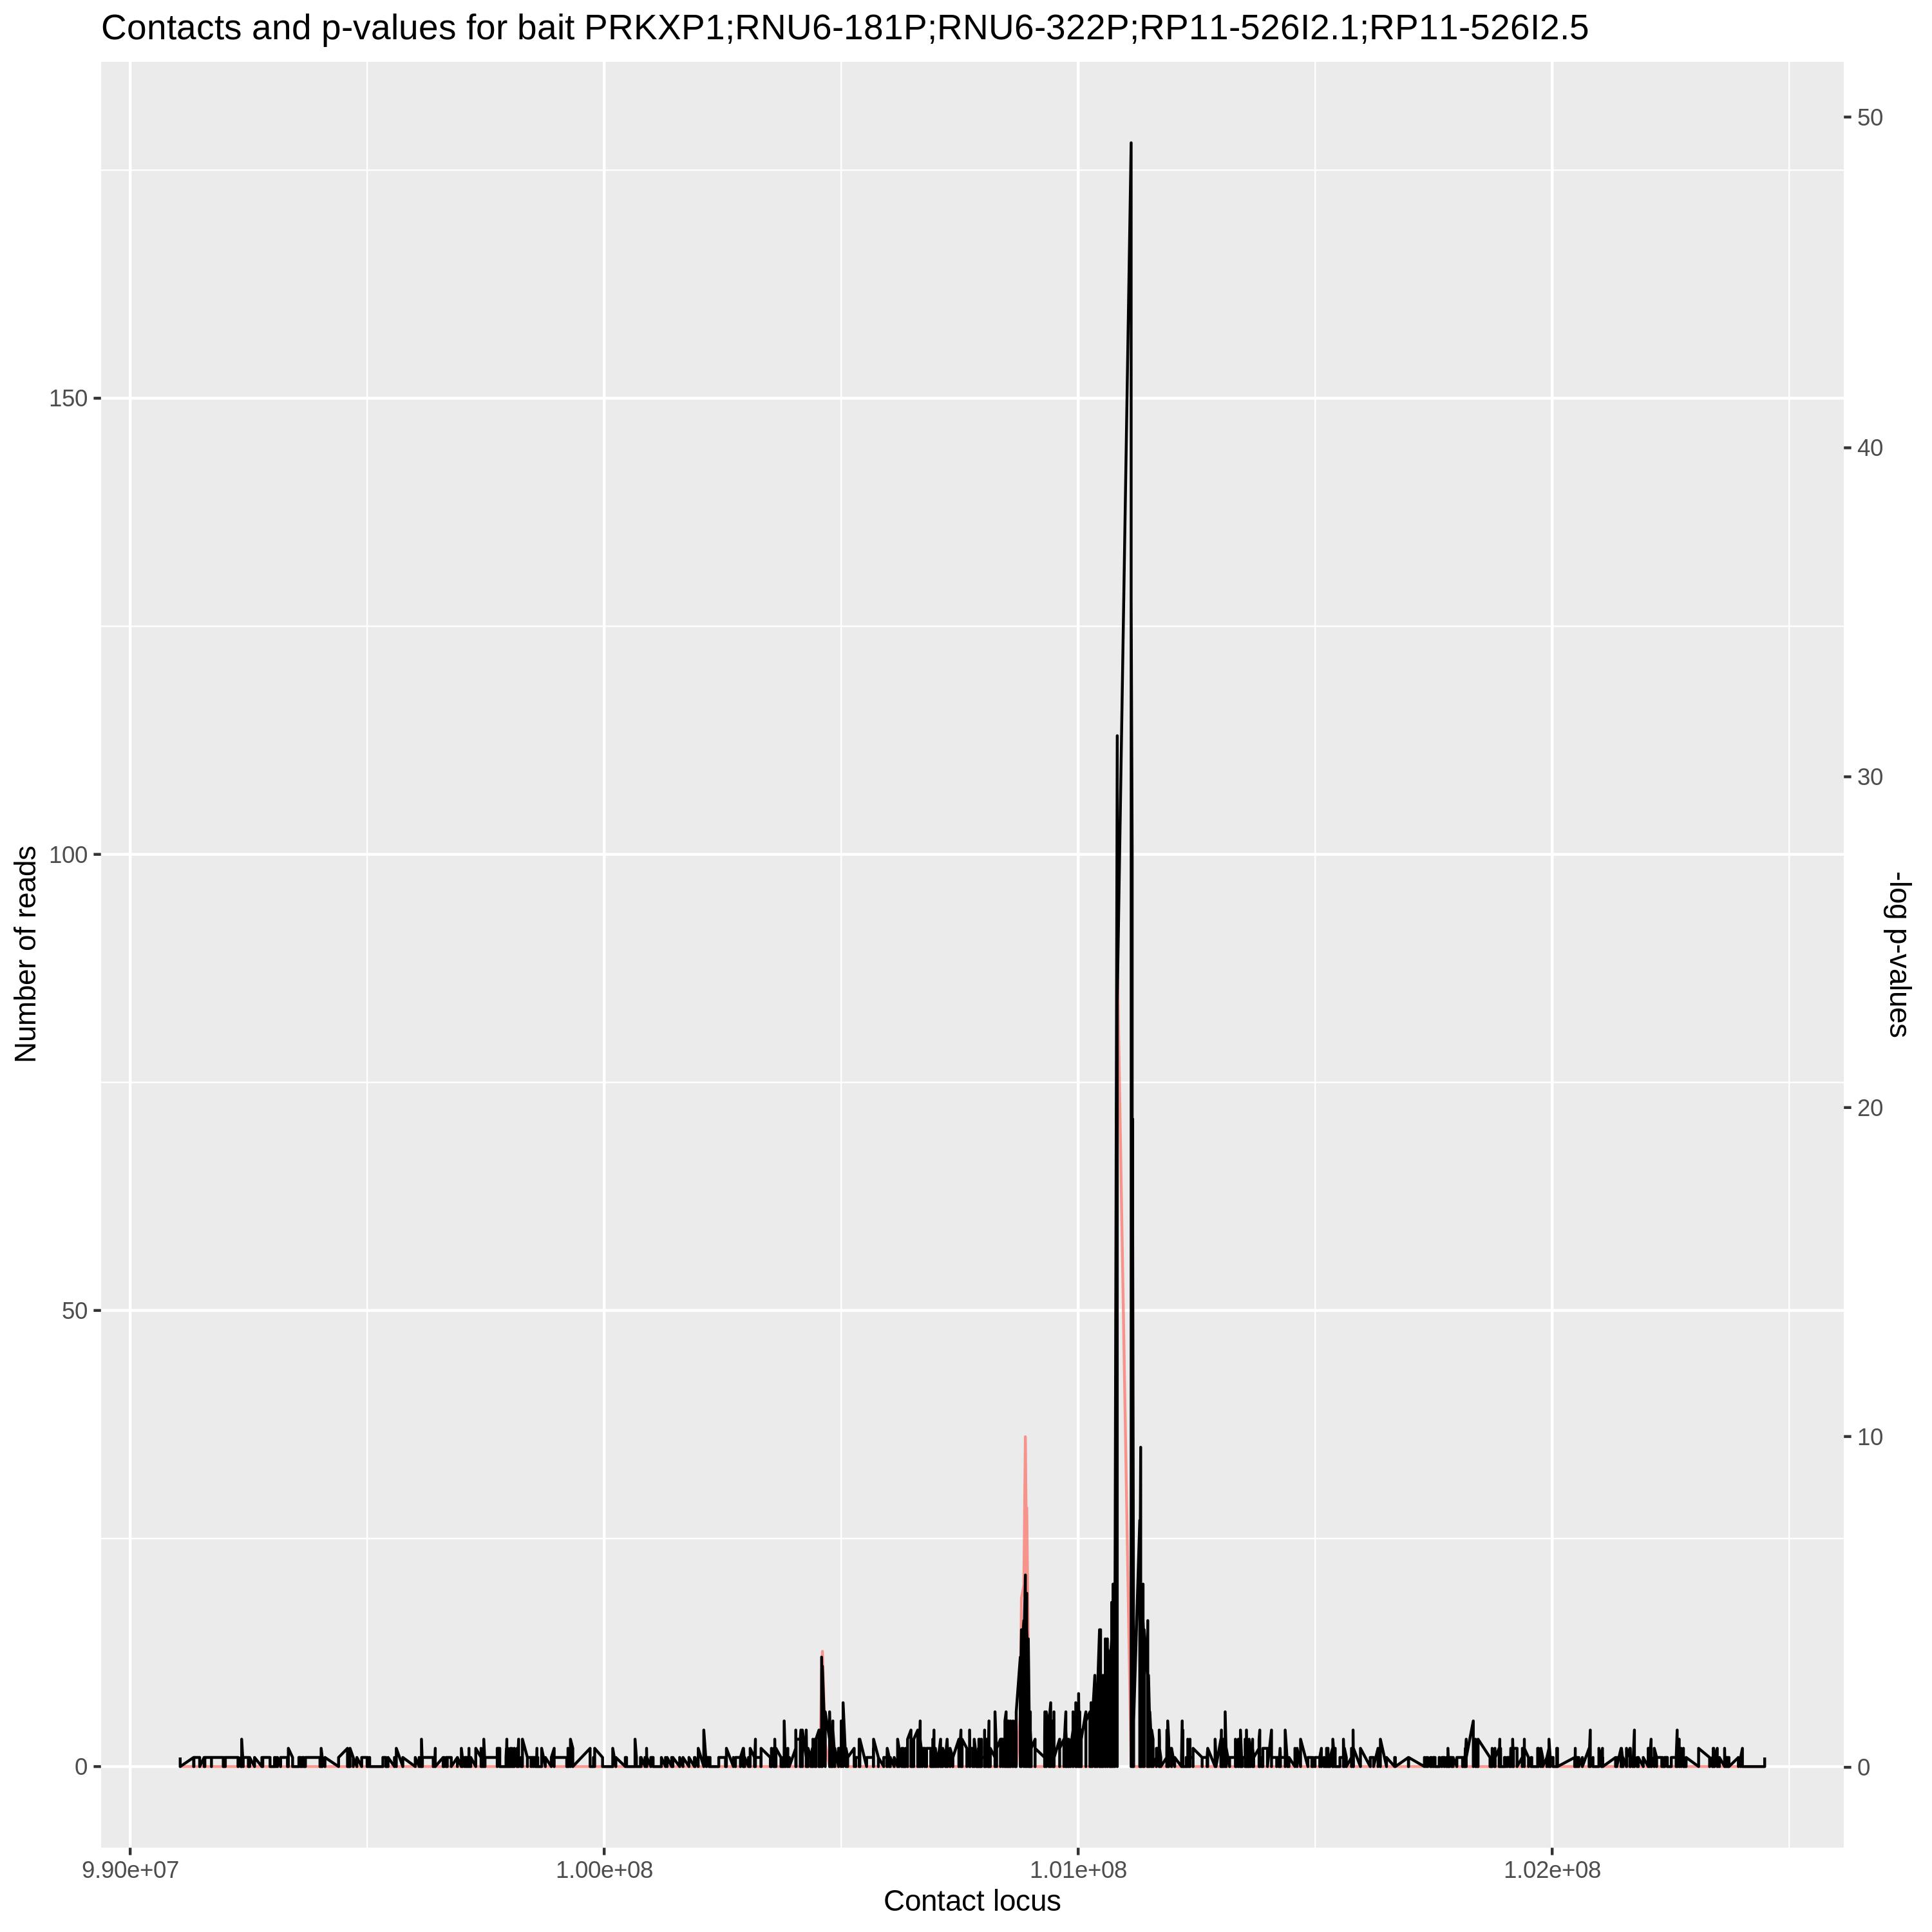 Contacts and p-values for bait PRKXP1;RNU6-181P;RNU6-322P;RP11-526I2.1;RP11-526I2.5
Number of reads
150
100
50
0
50
40
30
20
10
0
-log p-values
9.90e+07
1.00e+08
1.01e+08
1.02e+08
Contact locus